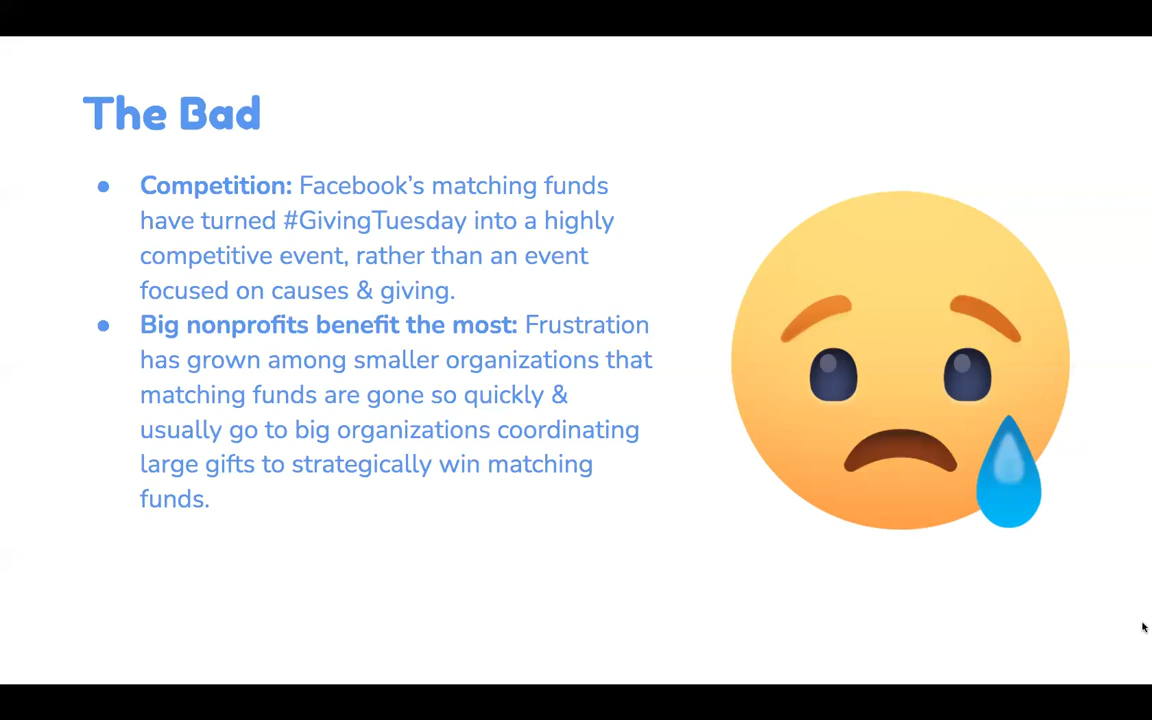 The Bad
● Competition: Facebook’s matching funds
have turned #GivingTuesday into a highly
competitive event, rather than an event
focused on causes & giving.
● Big nonprofits benefit the most: Frustration
has grown among smaller organizations that
matching funds are gone so quickly &
usually go to big organizations coordinating
large gifts to strategically win matching
funds.